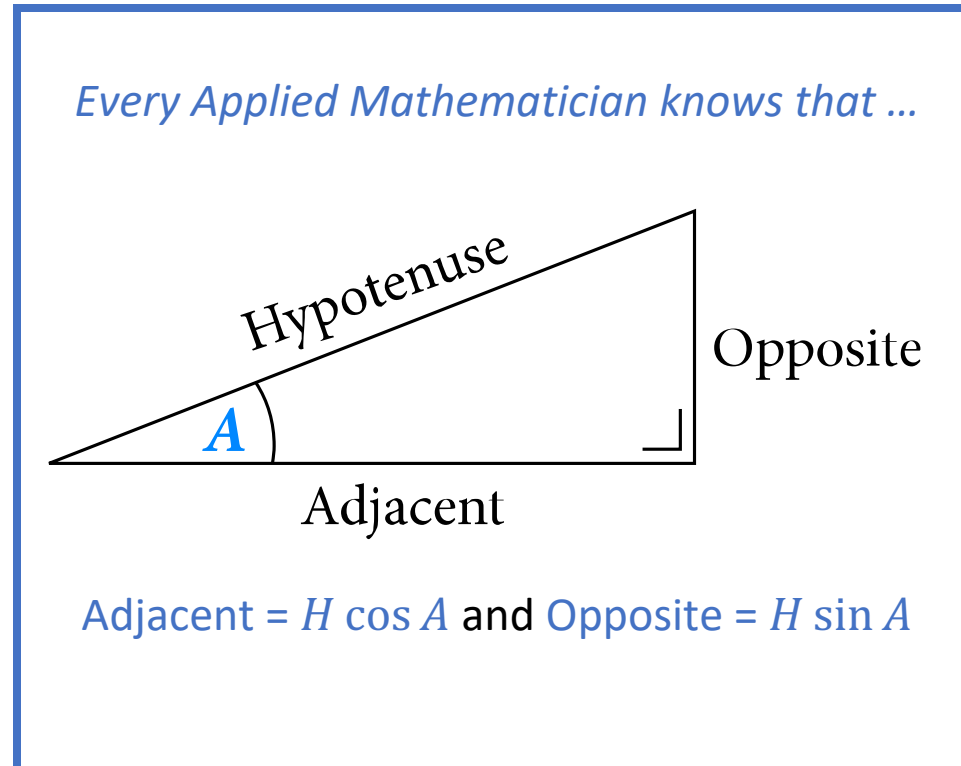 Every Applied Mathematician knows that …
Hypotenuse
Opposite
A
Adjacent
Adjacent = H cos A and Opposite = H sin A